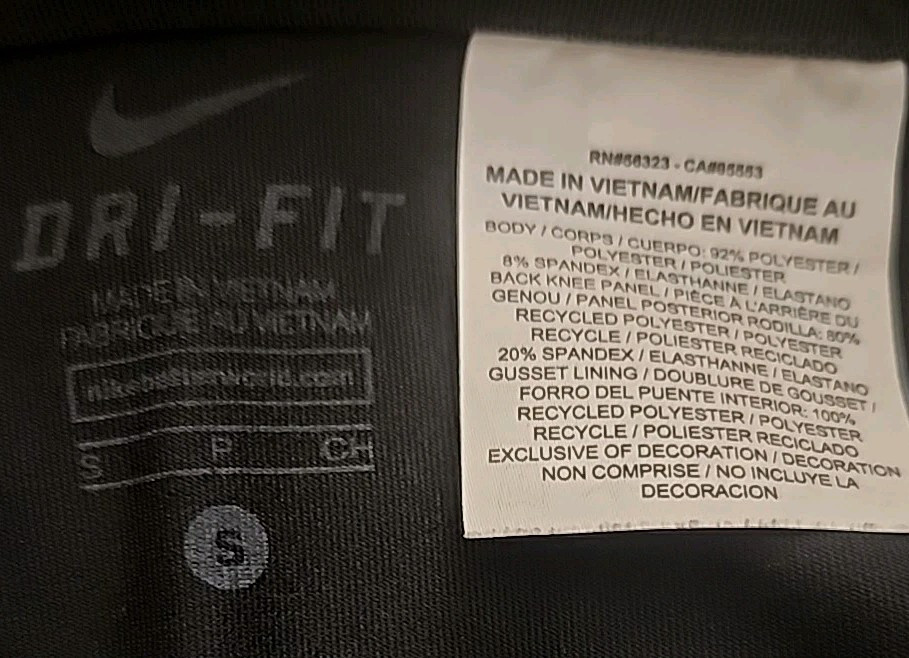 DRI-FIT
MADE IN VIETNAM
FABRIQUE AU VIETNAM
S P CH
S
RN#56323 - CA#05553
MADE IN VIETNAM/FABRIQUE AU
VIETNAM/HECHO EN VIETNAM
BODY / CORPS / CUERPO: 92% POLYESTER /
POLYESTER / POLIESTER
8% SPANDEX / ELASTHANNE / ELASTANO
BACK KNEE PANEL / PIÈCE À L'ARRIÈRE DU
GENOU / PANEL POSTERIOR RODILLA: 80%
RECYCLED POLYESTER / POLYESTER
RECYCLE / POLIESTER RECICLADO
20% SPANDEX / ELASTHANNE / ELASTANO
GUSSET LINING / DOUBLURE DE GOUSSET /
FORRO DEL PUENTE INTERIOR: 100%
RECYCLED POLYESTER / POLYESTER
RECYCLE / POLIESTER RECICLADO
EXCLUSIVE OF DECORATION / DECORATION
NON COMPRISE / NO INCLUYE LA
DECORACION